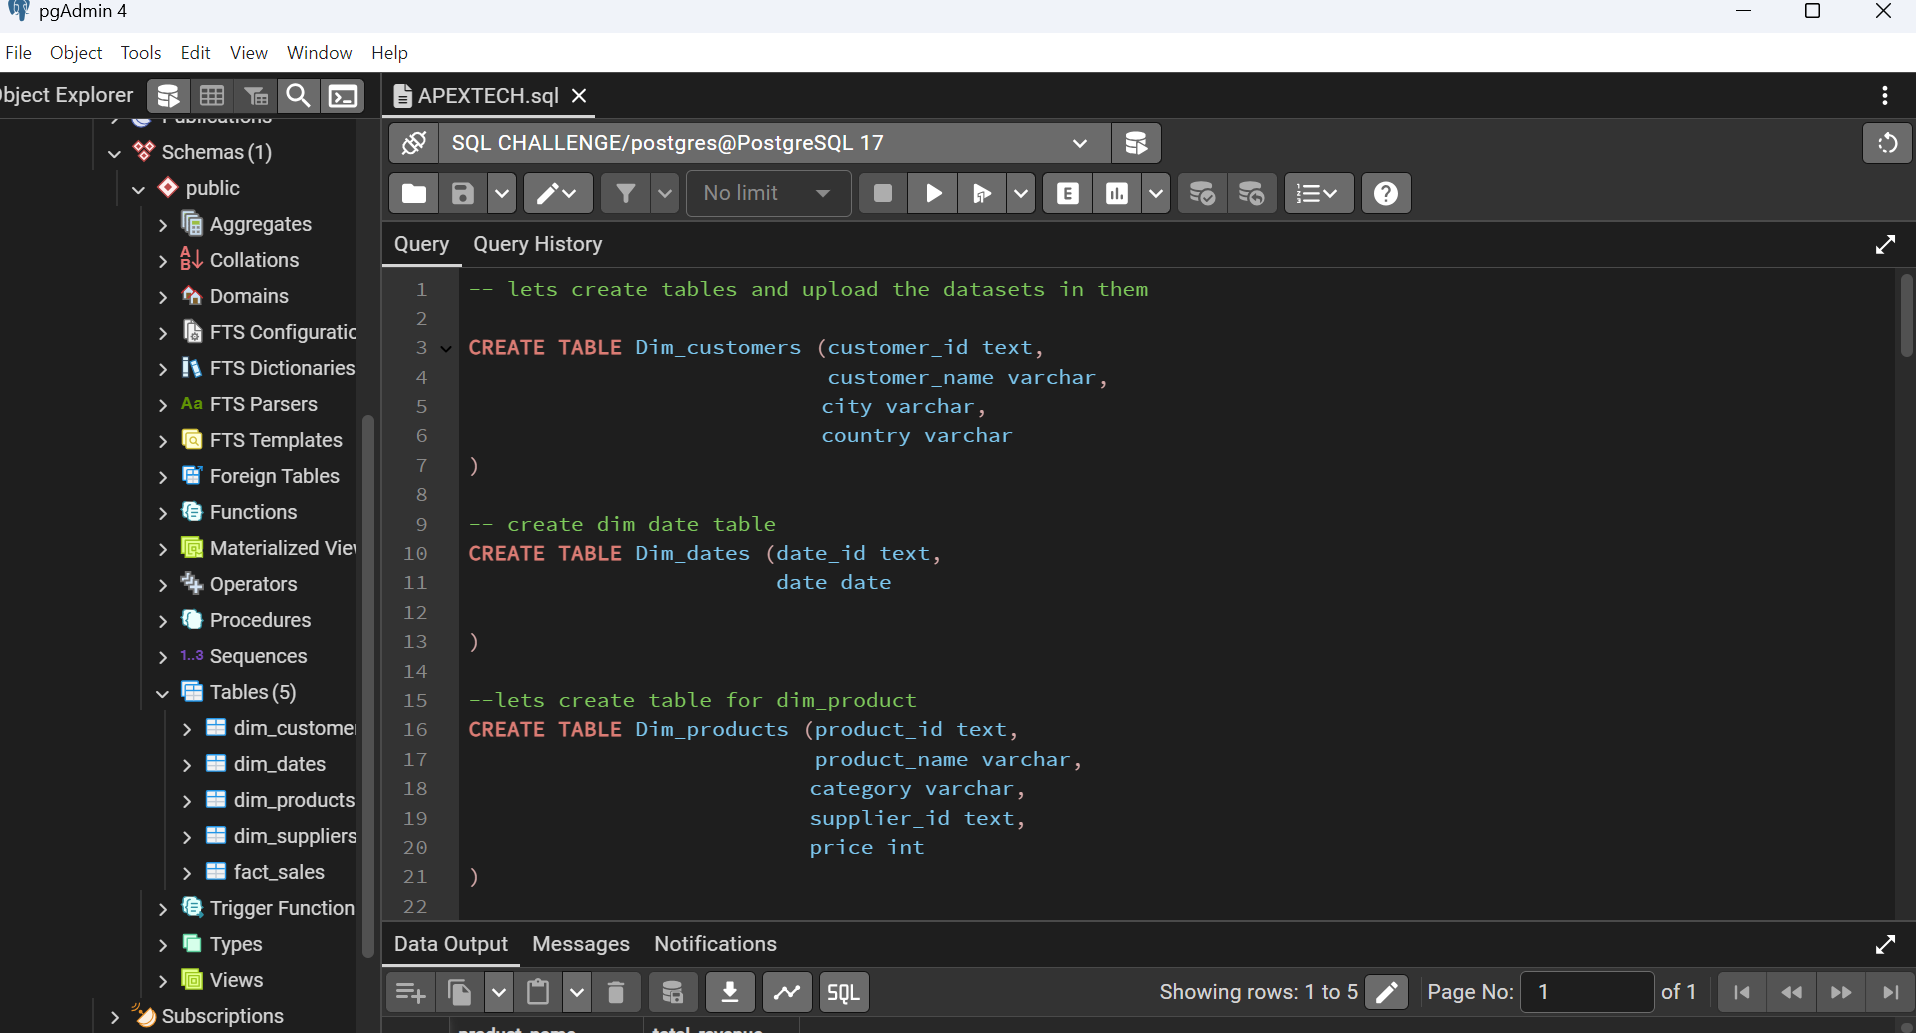 pgAdmin 4
File Object Tools Edit View Window Help
bject Explorer
APEXTECH.sql
Publications
Schemas (1)
public
Aggregates
Collations
Domains
FTS Configuratic
FTS Dictionaries
Aa FTS Parsers
FTS Templates
Foreign Tables
Functions
Materialized Vie
Operators
Procedures
1..3 Sequences
Tables (5)
dim_custome
dim_dates
dim_products
dim_suppliers
fact_sales
Trigger Function
Types
Views
Subscriptions
SQL CHALLENGE/postgres@PostgreSQL 17
No limit
E
Query Query History
1 -- lets create tables and upload the datasets in them
2
3 CREATE TABLE Dim_customers (customer_id text,
4 customer_name varchar,
5 city varchar,
6 country varchar
7 )
8
9 -- create dim date table
10 CREATE TABLE Dim_dates (date_id text,
11 date date
12
13 )
14
15 --lets create table for dim_product
16 CREATE TABLE Dim_products (product_id text,
17 product_name varchar,
18 category varchar,
19 supplier_id text,
20 price int
21 )
22
Data Output Messages Notifications
SQL
Showing rows: 1 to 5 Page No: 1 of 1
product_name total_revenue